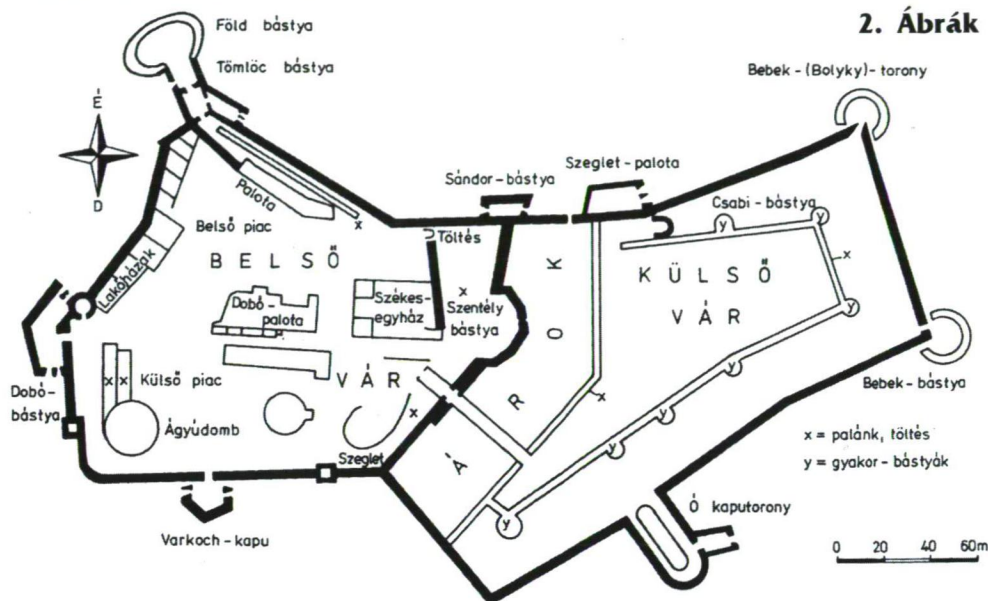 2. Ábrák
Föld bástya
Tömlöc bástya
Bebek-(Bolyky)-torony
É
D
Szeglet-palota
Sándor-bástya
Palota
Csabi-bástya
Belső piac
x
Töltés
y
y
BELSŐ
KÜLSŐ
VÁR
x
Lakóházak
Dobó-
palota
Székes-
egyház
x
Szentély
bástya
ÁROK
y
y
Bebek-bástya
Külső piac
x x
VÁR
y
Dobó-
bástya
Ágyúdomb
x
x
y
x = palánk, töltés
y
y = gyakor-bástyák
Szeglet
Ó kaputorony
y
Varkoch-kapu
0 20 40 60m